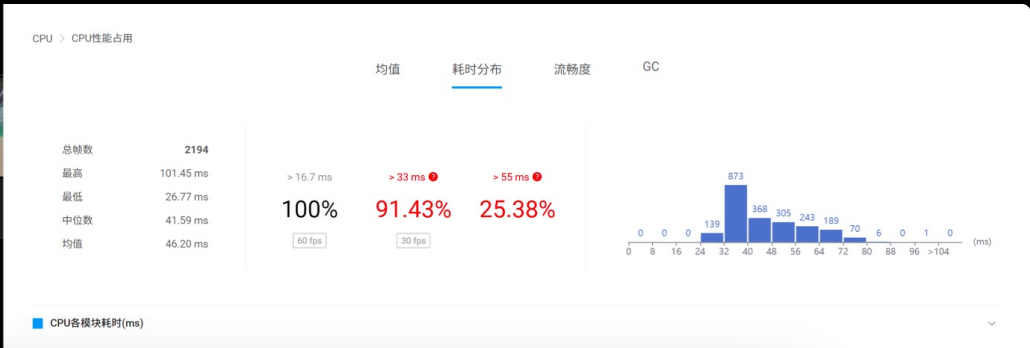 CPU > CPU性能占用
均值 耗时分布 流畅度 GC
总帧数 2194
最高 101.45 ms
最低 26.77 ms
中位数 41.59 ms
均值 46.20 ms
> 16.7 ms
100%
60 fps
> 33 ms ?
91.43%
30 fps
> 55 ms ?
25.38%
0 0 0 139 873 368 305 243 189 70 6 0 1 0
0 8 16 24 32 40 48 56 64 72 80 88 96 >104 (ms)
CPU各模块耗时(ms)